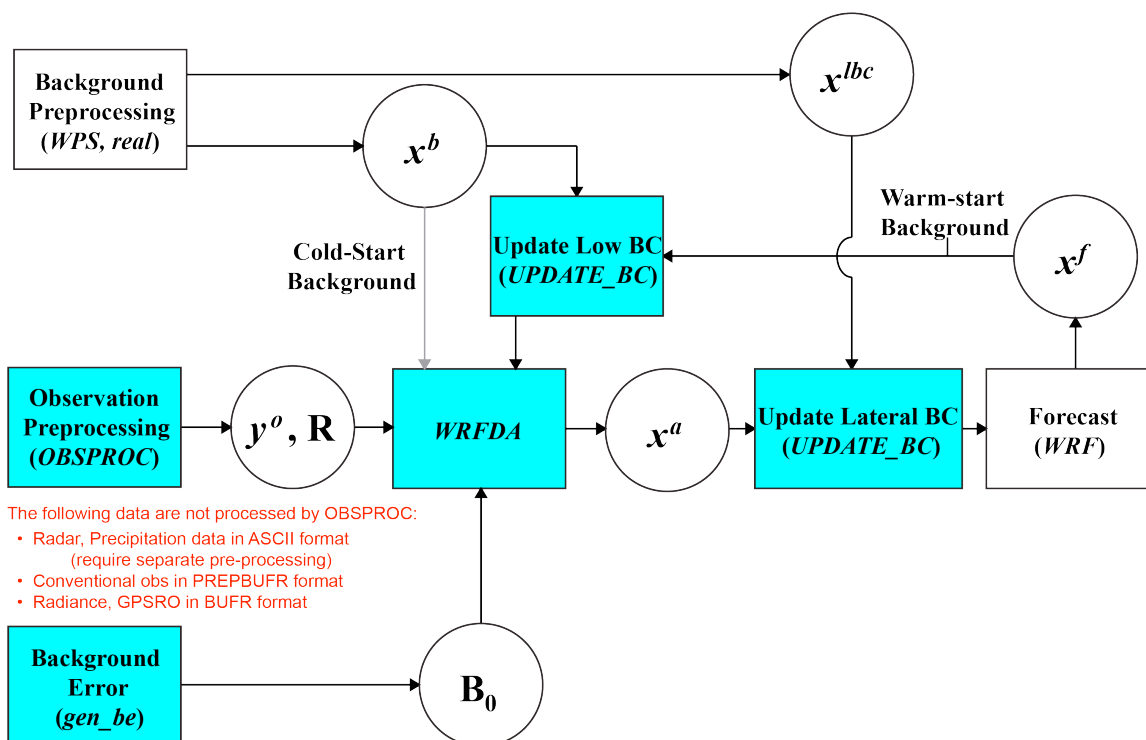 Background
Preprocessing
(WPS, real)
x^b
x^lbc
Cold-Start
Background
Update Low BC
(UPDATE_BC)
Warm-start
Background
x^f
Observation
Preprocessing
(OBSPROC)
y^o, R
WRFDA
x^a
Update Lateral BC
(UPDATE_BC)
Forecast
(WRF)
The following data are not processed by OBSPROC:
• Radar, Precipitation data in ASCII format
(require separate pre-processing)
• Conventional obs in PREPBUFR format
• Radiance, GPSRO in BUFR format
Background
Error
(gen_be)
B₀